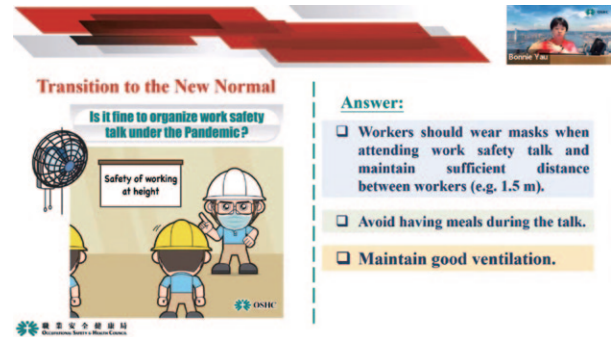 OSHC
Bonnie Yau
Transition to the New Normal
Is it fine to organize work safety
talk under the Pandemic?
Safety of working
at height
OSHC
職業安全健康局
OCCUPATIONAL SAFETY & HEALTH COUNCIL
Answer:
Workers should wear masks when
attending work safety talk and
maintain sufficient distance
between workers (e.g. 1.5 m).
Avoid having meals during the talk.
Maintain good ventilation.